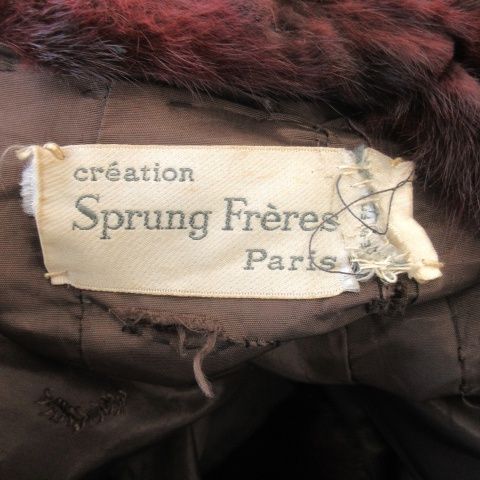 création
Sprung Frères
Paris